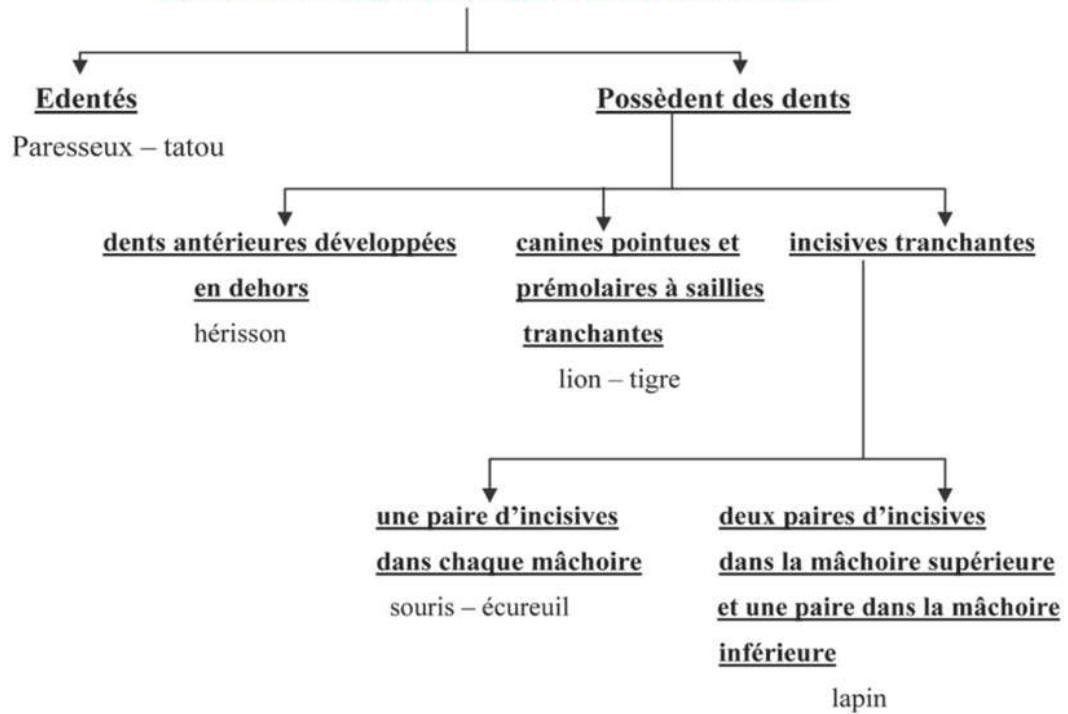 Edentés
Possèdent des dents
Paresseux – tatou
dents antérieures développées
en dehors
hérisson
canines pointues et
prémolaires à saillies
tranchantes
lion – tigre
incisives tranchantes
une paire d'incisives
dans chaque mâchoire
souris – écureuil
deux paires d'incisives
dans la mâchoire supérieure
et une paire dans la mâchoire
inférieure
lapin